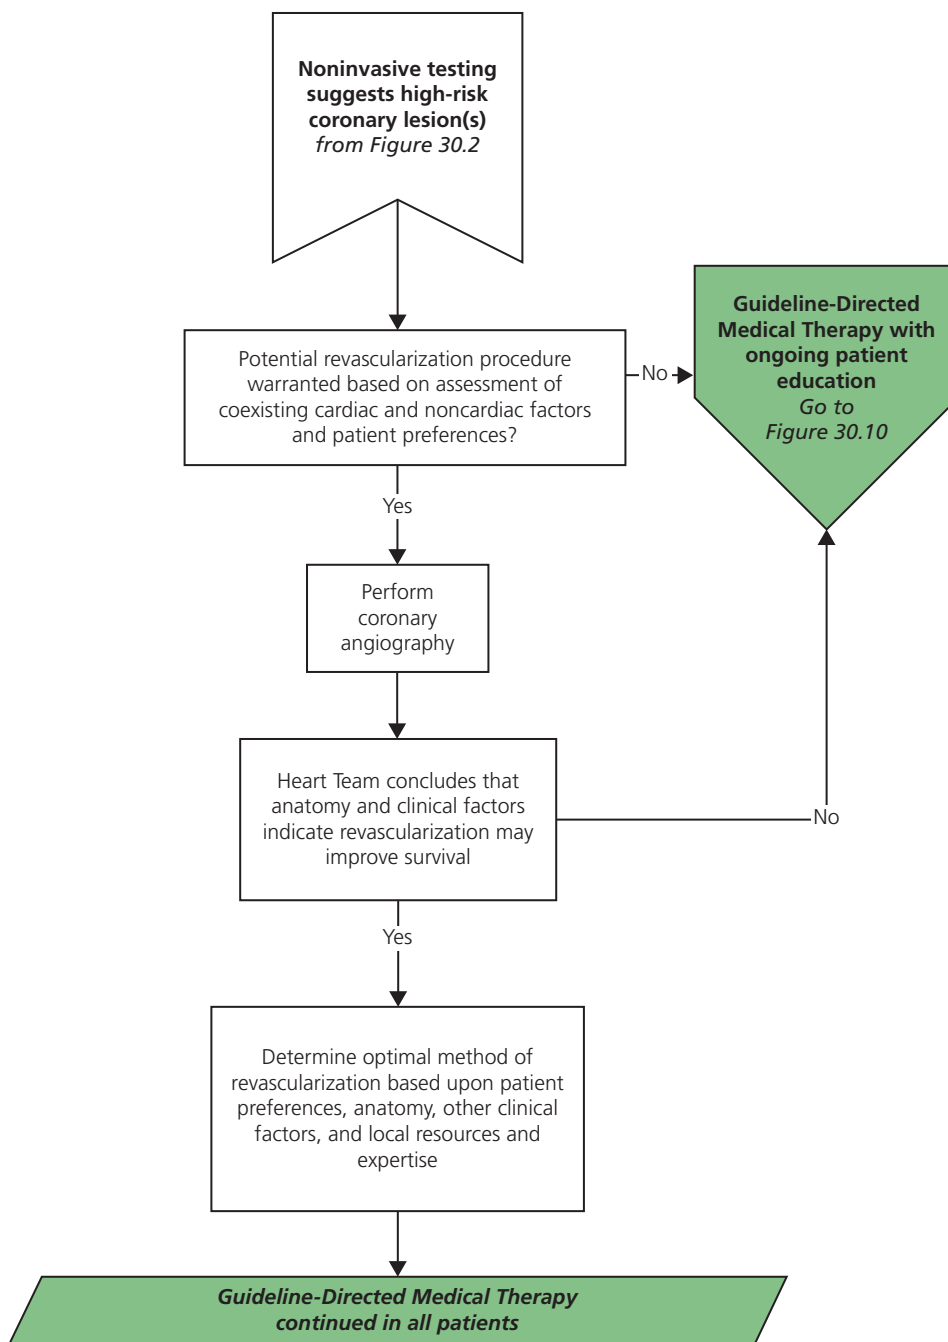 Noninvasive testing
suggests high-risk
coronary lesion(s)
from Figure 30.2
Potential revascularization procedure
warranted based on assessment of
coexisting cardiac and noncardiac factors
and patient preferences?
No
Guideline-Directed
Medical Therapy with
ongoing patient
education
Go to
Figure 30.10
Yes
Perform
coronary
angiography
Heart Team concludes that
anatomy and clinical factors
indicate revascularization may
improve survival
No
Yes
Determine optimal method of
revascularization based upon patient
preferences, anatomy, other clinical
factors, and local resources and
expertise
Guideline-Directed Medical Therapy
continued in all patients